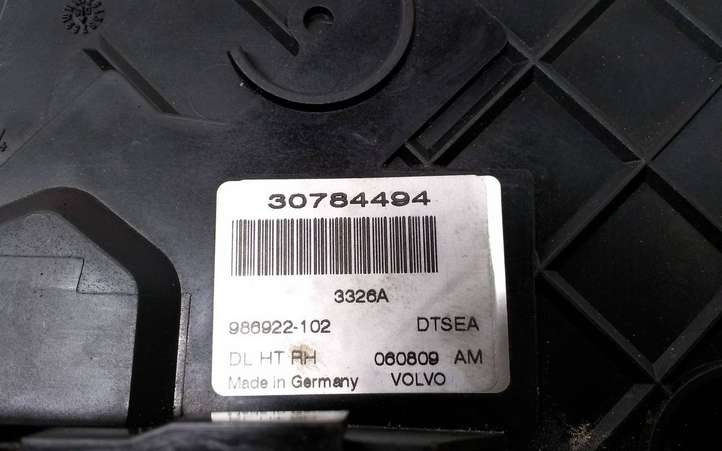 30784494
3326A
986922-102 DTSEA
DL HT RH 060809 AM
Made in Germany VOLVO